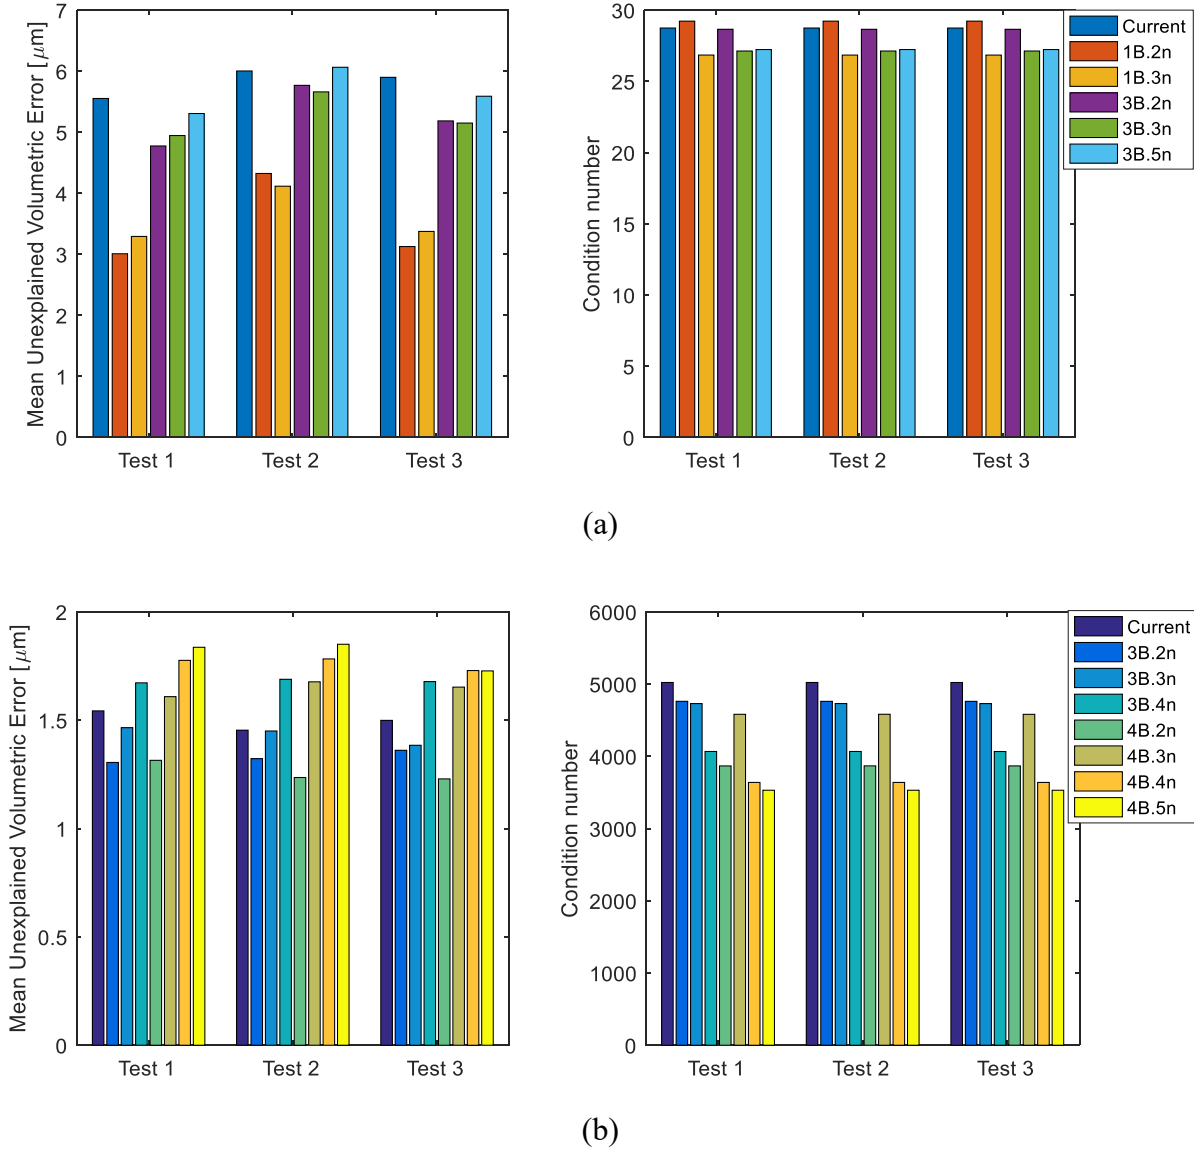 Mean Unexplained Volumetric Error [μm]
7
6
5
4
3
2
1
0
Test 1
Test 2
Test 3
Condition number
30
25
20
15
10
5
0
Test 1
Test 2
Test 3
Current
1B.2n
1B.3n
3B.2n
3B.3n
3B.5n
(a)
Mean Unexplained Volumetric Error [μm]
2
1.5
1
0.5
0
Test 1
Test 2
Test 3
Condition number
6000
5000
4000
3000
2000
1000
0
Test 1
Test 2
Test 3
Current
3B.2n
3B.3n
3B.4n
4B.2n
4B.3n
4B.4n
4B.5n
(b)